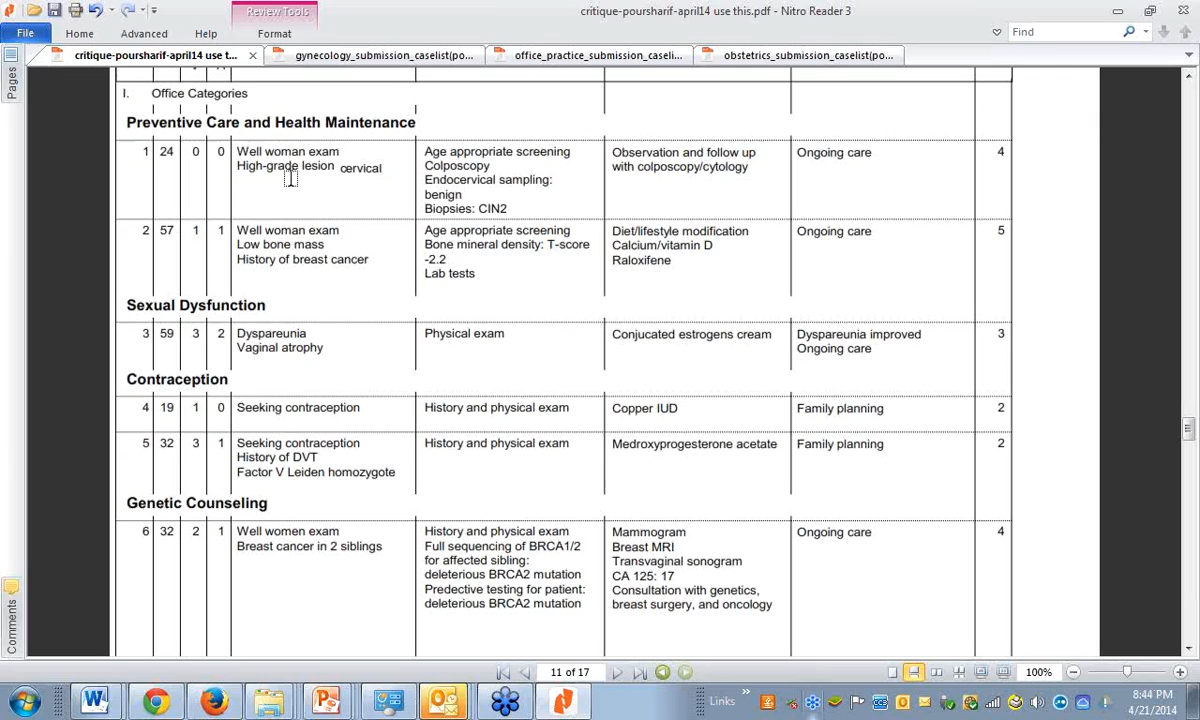 Review Tools
critique-poursharif-april14 use this.pdf - Nitro Reader 3
File Home Advanced Help Format
Find
critique-poursharif-april14 use t... × gynecology_submission_caselist(po... office_practice_submission_caseli... obstetrics_submission_caselist(po...
Pages
I. Office Categories
Preventive Care and Health Maintenance
1 24 0 0 Well woman exam Age appropriate screening Observation and follow up Ongoing care 4
High-grade lesion cervical Colposcopy with colposcopy/cytology
Endocervical sampling:
benign
Biopsies: CIN2
2 57 1 1 Well woman exam Age appropriate screening Diet/lifestyle modification Ongoing care 5
Low bone mass Bone mineral density: T-score Calcium/vitamin D
History of breast cancer -2.2 Raloxifene
Lab tests
Sexual Dysfunction
3 59 3 2 Dyspareunia Physical exam Conjucated estrogens cream Dyspareunia improved 3
Vaginal atrophy Ongoing care
Contraception
4 19 1 0 Seeking contraception History and physical exam Copper IUD Family planning 2
5 32 3 1 Seeking contraception History and physical exam Medroxyprogesterone acetate Family planning 2
History of DVT
Factor V Leiden homozygote
Genetic Counseling
6 32 2 1 Well women exam History and physical exam Mammogram Ongoing care 4
Breast cancer in 2 siblings Full sequencing of BRCA1/2 Breast MRI
for affected sibling: Transvaginal sonogram
deleterious BRCA2 mutation CA 125: 17
Predective testing for patient: Consultation with genetics,
deleterious BRCA2 mutation breast surgery, and oncology
Comments
11 of 17
100%
Links
8:44 PM
4/21/2014